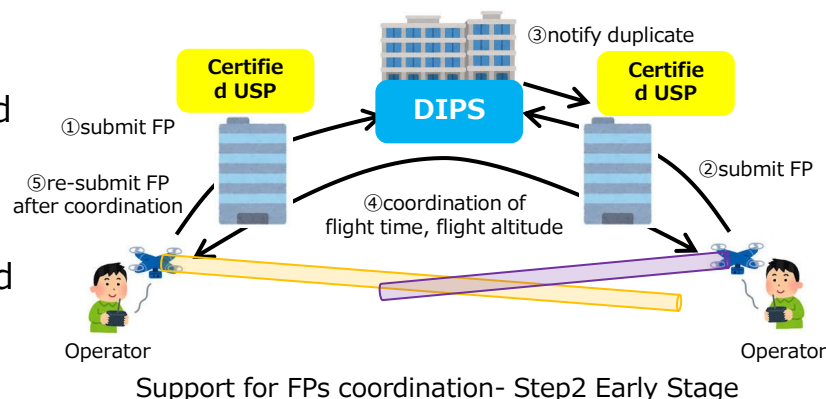 ③notify duplicate
Certifie
d USP
Certifie
d USP
d
DIPS
①submit FP
②submit FP
⑤re-submit FP
after coordination
④coordination of
flight time, flight altitude
d
Operator
Operator
Support for FPs coordination- Step2 Early Stage